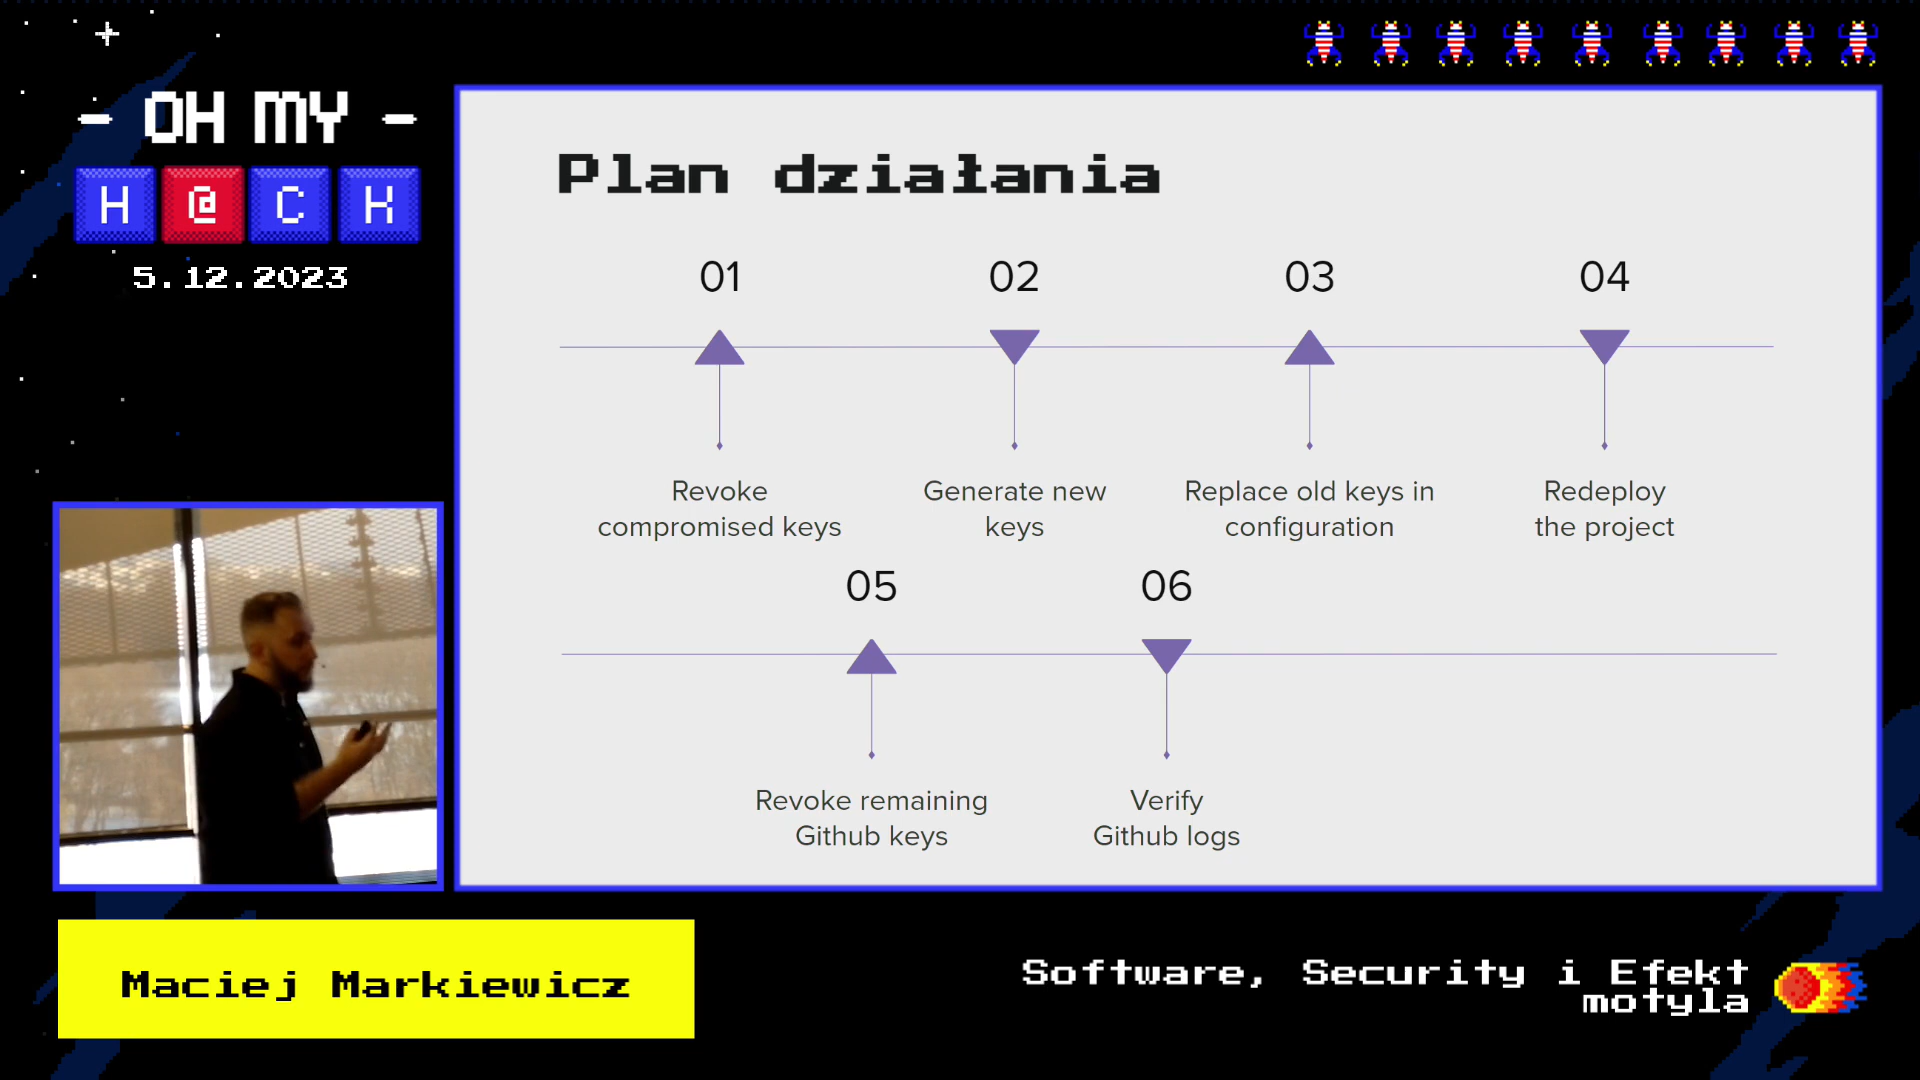 - OH MY -
H@CK
5.12.2023
Plan działania
01
02
03
04
Revoke
compromised keys
Generate new
keys
Replace old keys in
configuration
Redeploy
the project
05
06
Revoke remaining
Github keys
Verify
Github logs
Maciej Markiewicz
Software, Security i Efekt
motyla